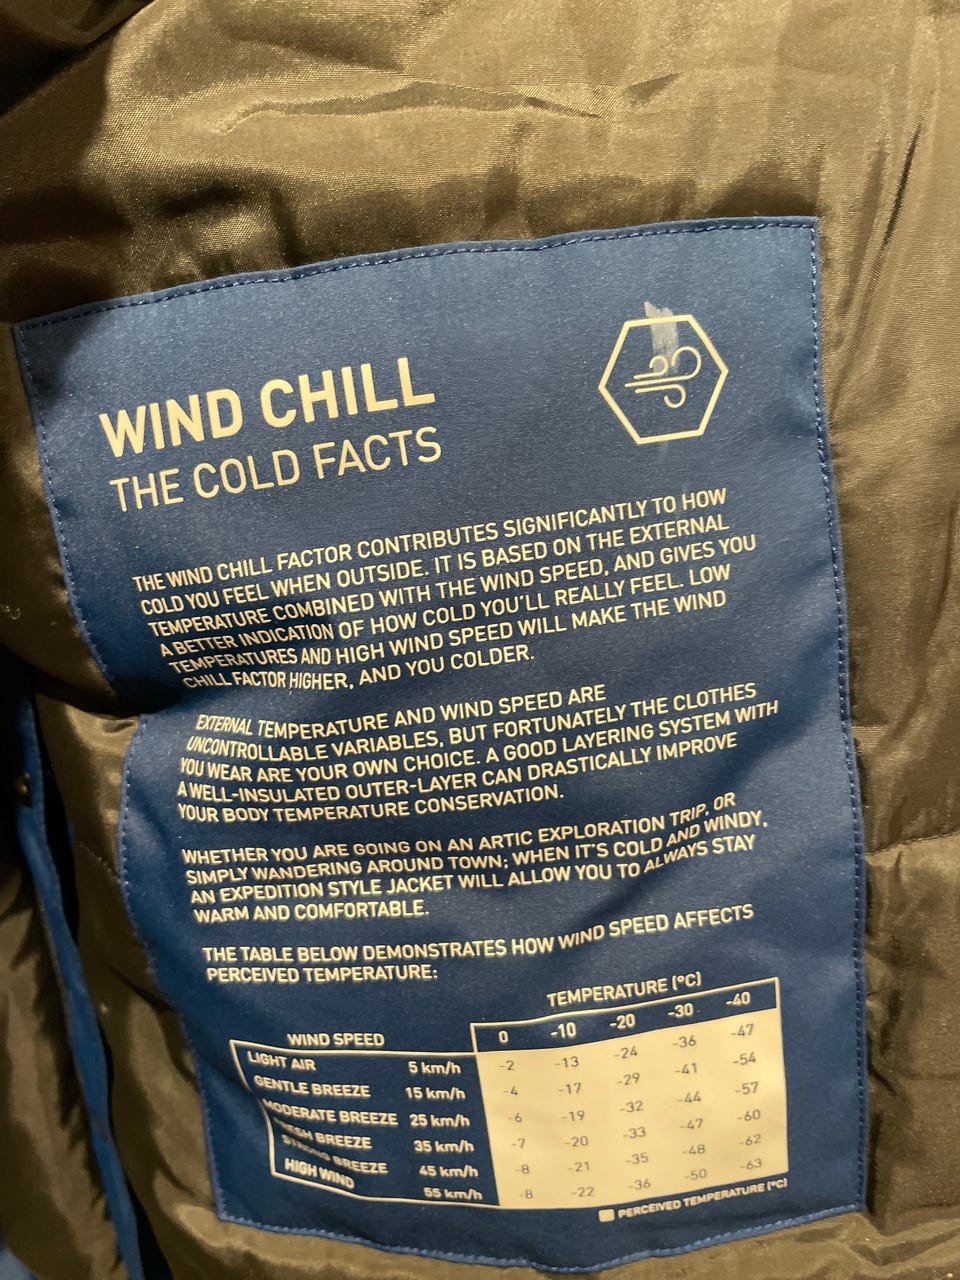 WIND CHILL
THE COLD FACTS
THE WIND CHILL FACTOR CONTRIBUTES SIGNIFICANTLY TO HOW
COLD YOU FEEL WHEN OUTSIDE. IT IS BASED ON THE EXTERNAL
TEMPERATURE COMBINED WITH THE WIND SPEED, AND GIVES YOU
A BETTER INDICATION OF HOW COLD YOU'LL REALLY FEEL. LOW
TEMPERATURES AND HIGH WIND SPEED WILL MAKE THE WIND
CHILL FACTOR HIGHER, AND YOU COLDER.
EXTERNAL TEMPERATURE AND WIND SPEED ARE
UNCONTROLLABLE VARIABLES, BUT FORTUNATELY THE CLOTHES
YOU WEAR ARE YOUR OWN CHOICE. A GOOD LAYERING SYSTEM WITH
A WELL-INSULATED OUTER-LAYER CAN DRASTICALLY IMPROVE
YOUR BODY TEMPERATURE CONSERVATION.
WHETHER YOU ARE GOING ON AN ARTIC EXPLORATION TRIP, OR
SIMPLY WANDERING AROUND TOWN; WHEN IT'S COLD AND WINDY,
AN EXPEDITION STYLE JACKET WILL ALLOW YOU TO ALWAYS STAY
WARM AND COMFORTABLE.
THE TABLE BELOW DEMONSTRATES HOW WIND SPEED AFFECTS
PERCEIVED TEMPERATURE:
TEMPERATURE (°C)
WIND SPEED 0 -10 -20 -30 -40
LIGHT AIR 5 km/h -2 -13 -24 -36 -47
GENTLE BREEZE 15 km/h -4 -17 -29 -41 -54
MODERATE BREEZE 25 km/h -6 -19 -32 -44 -57
FRESH BREEZE 35 km/h -7 -20 -33 -47 -60
STRONG BREEZE 45 km/h -8 -21 -35 -48 -62
HIGH WIND 55 km/h -8 -22 -36 -50 -63
PERCEIVED TEMPERATURE (°C)